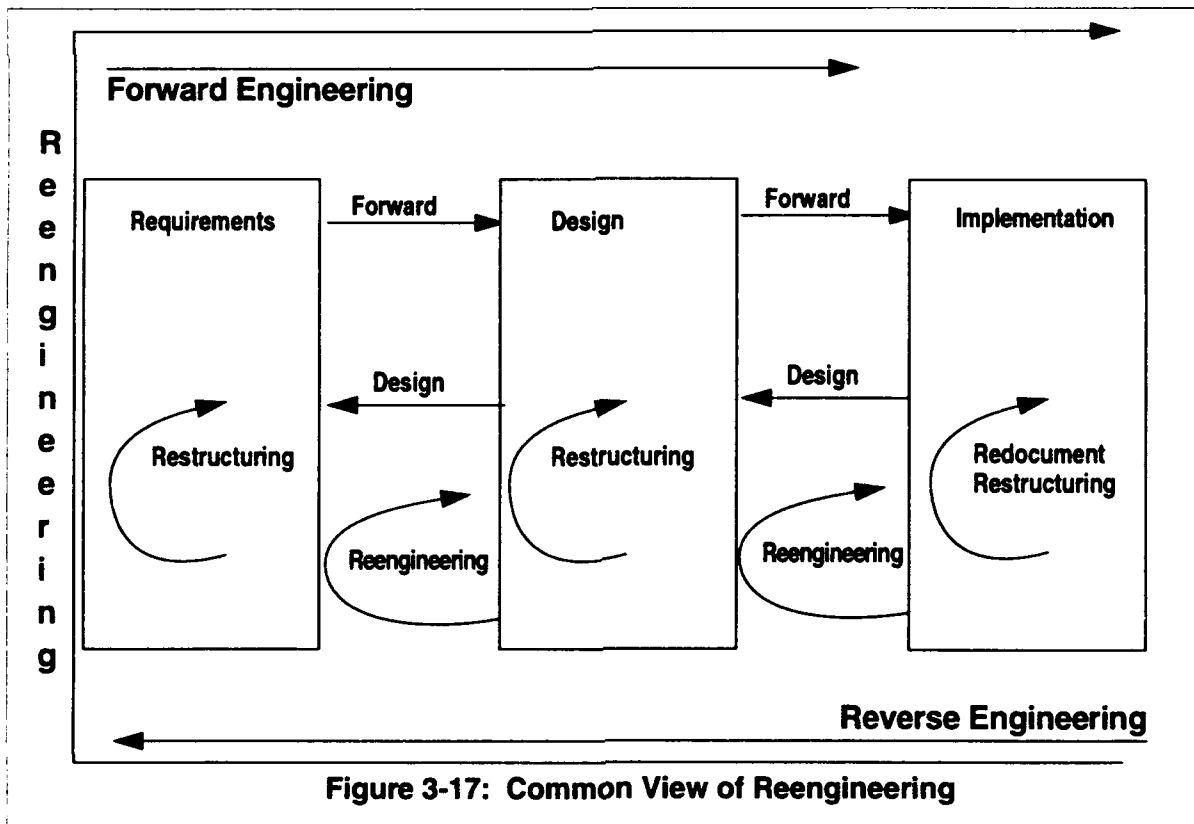 Forward Engineering
Reengineering
Requirements
Forward
Design
Forward
Implementation
Design
Design
Restructuring
Reengineering
Restructuring
Reengineering
Redocument
Restructuring
Reverse Engineering
Figure 3-17: Common View of Reengineering